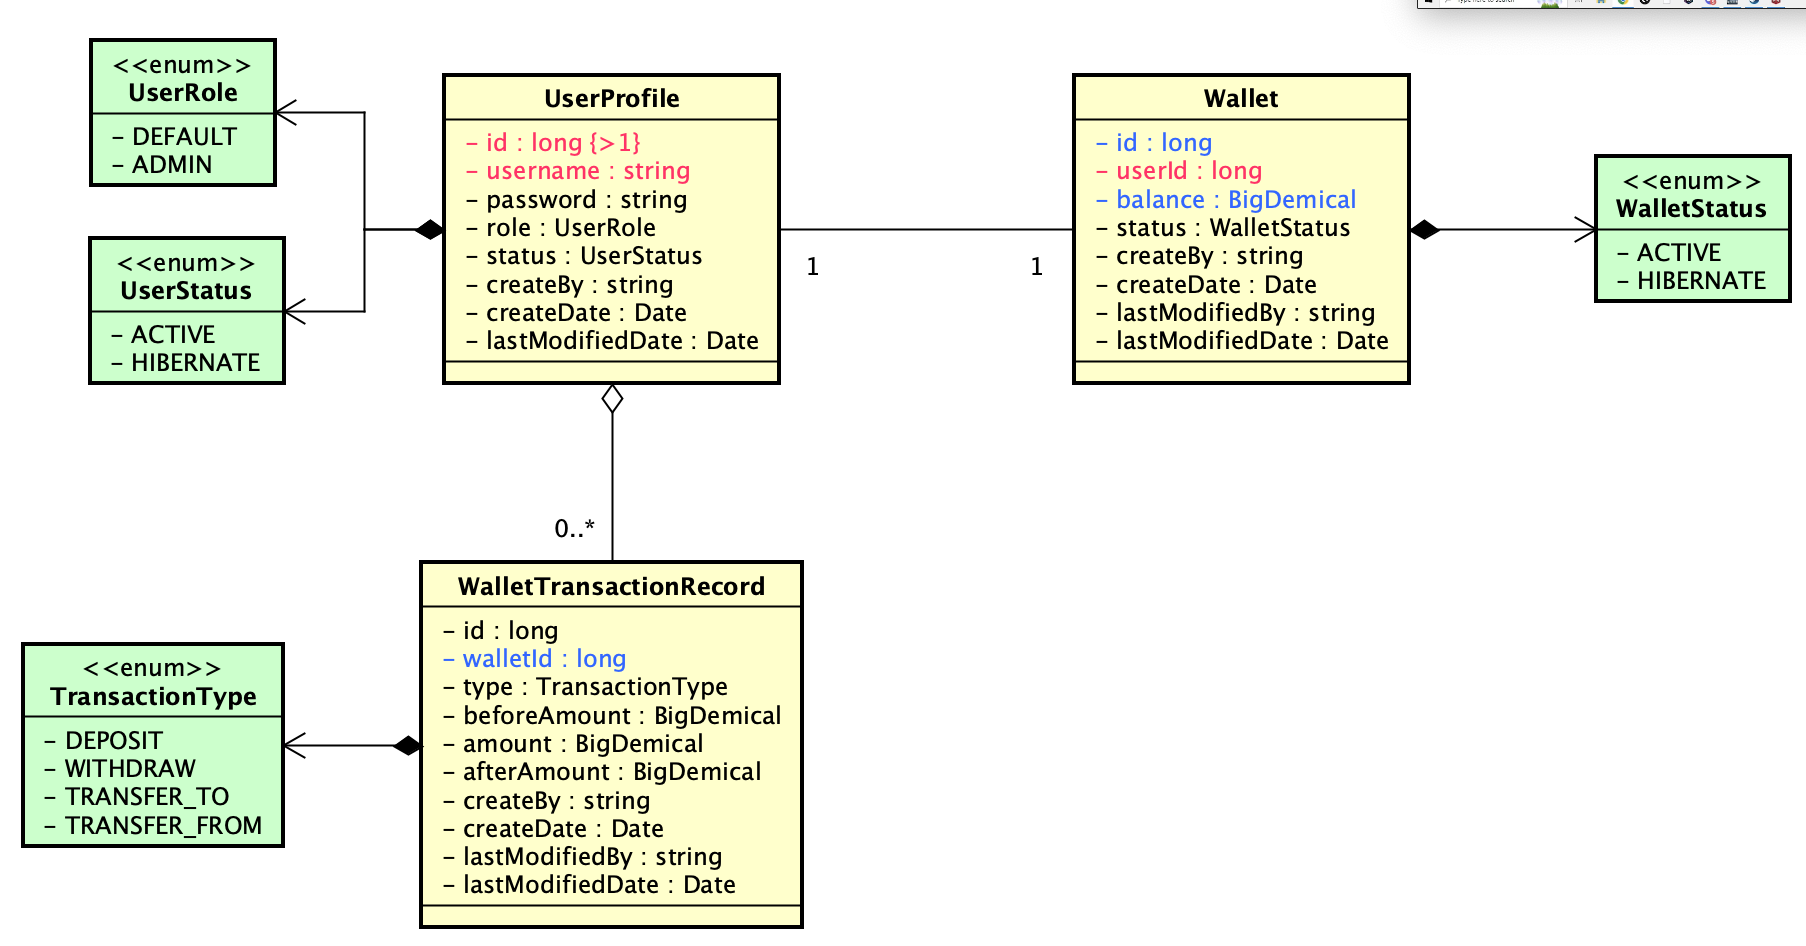 Type here to search
<<enum>>
UserRole
- DEFAULT
- ADMIN
<<enum>>
UserStatus
- ACTIVE
- HIBERNATE
UserProfile
- id : long {>1}
- username : string
- password : string
- role : UserRole
- status : UserStatus
- createBy : string
- createDate : Date
- lastModifiedDate : Date
1
1
Wallet
- id : long
- userId : long
- balance : BigDemical
- status : WalletStatus
- createBy : string
- createDate : Date
- lastModifiedBy : string
- lastModifiedDate : Date
<<enum>>
WalletStatus
- ACTIVE
- HIBERNATE
0..*
WalletTransactionRecord
- id : long
- walletId : long
- type : TransactionType
- beforeAmount : BigDemical
- amount : BigDemical
- afterAmount : BigDemical
- createBy : string
- createDate : Date
- lastModifiedBy : string
- lastModifiedDate : Date
<<enum>>
TransactionType
- DEPOSIT
- WITHDRAW
- TRANSFER_TO
- TRANSFER_FROM